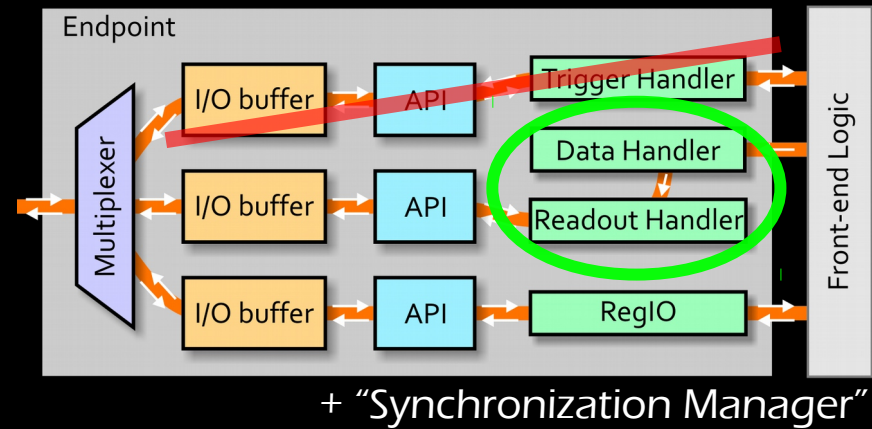 Endpoint
Multiplexer
I/O buffer
API
Trigger Handler
Data Handler
I/O buffer
API
Readout Handler
I/O buffer
API
RegIO
Front-end Logic
+ “Synchronization Manager”